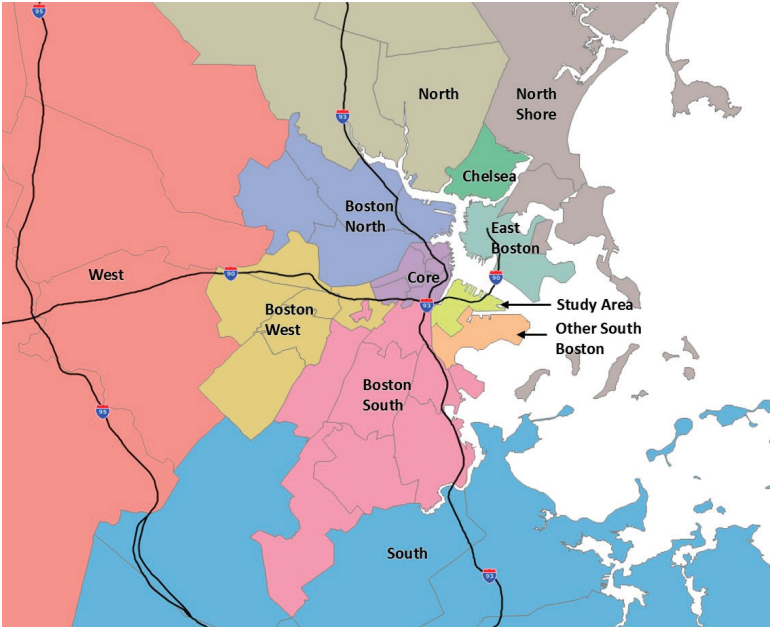 95
North
North
Shore
93
Chelsea
Boston
North
East
Boston
West
90
Core
90
93
Study Area
Boston
West
Other South
Boston
Boston
South
95
South
93